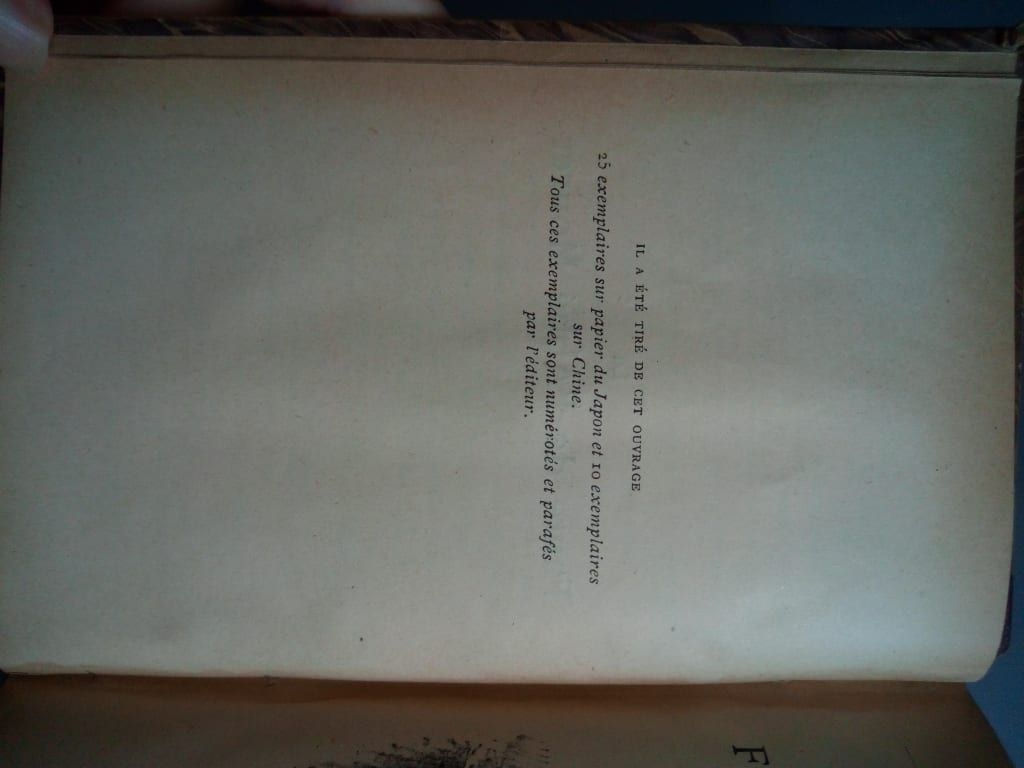 IL A ÉTÉ TIRÉ DE CET OUVRAGE
25 exemplaires sur papier du Japon et 10 exemplaires
sur Chine.
Tous ces exemplaires sont numérotés et parafés
par l'éditeur.
F